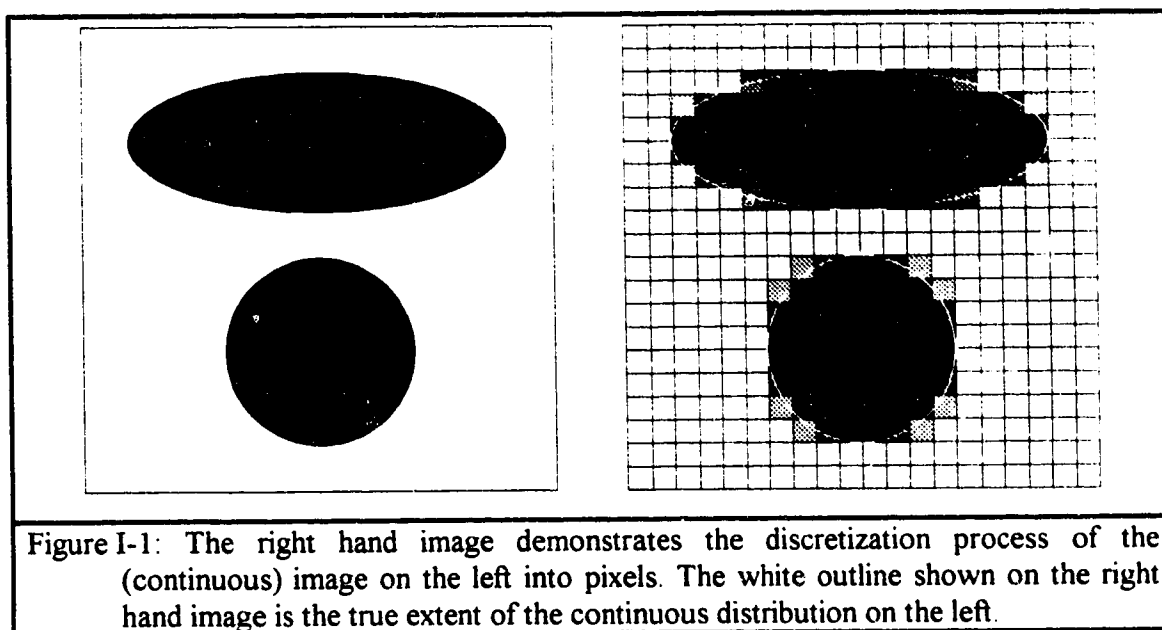 Figure I-1: The right hand image demonstrates the discretization process of the
(continuous) image on the left into pixels. The white outline shown on the right
hand image is the true extent of the continuous distribution on the left.